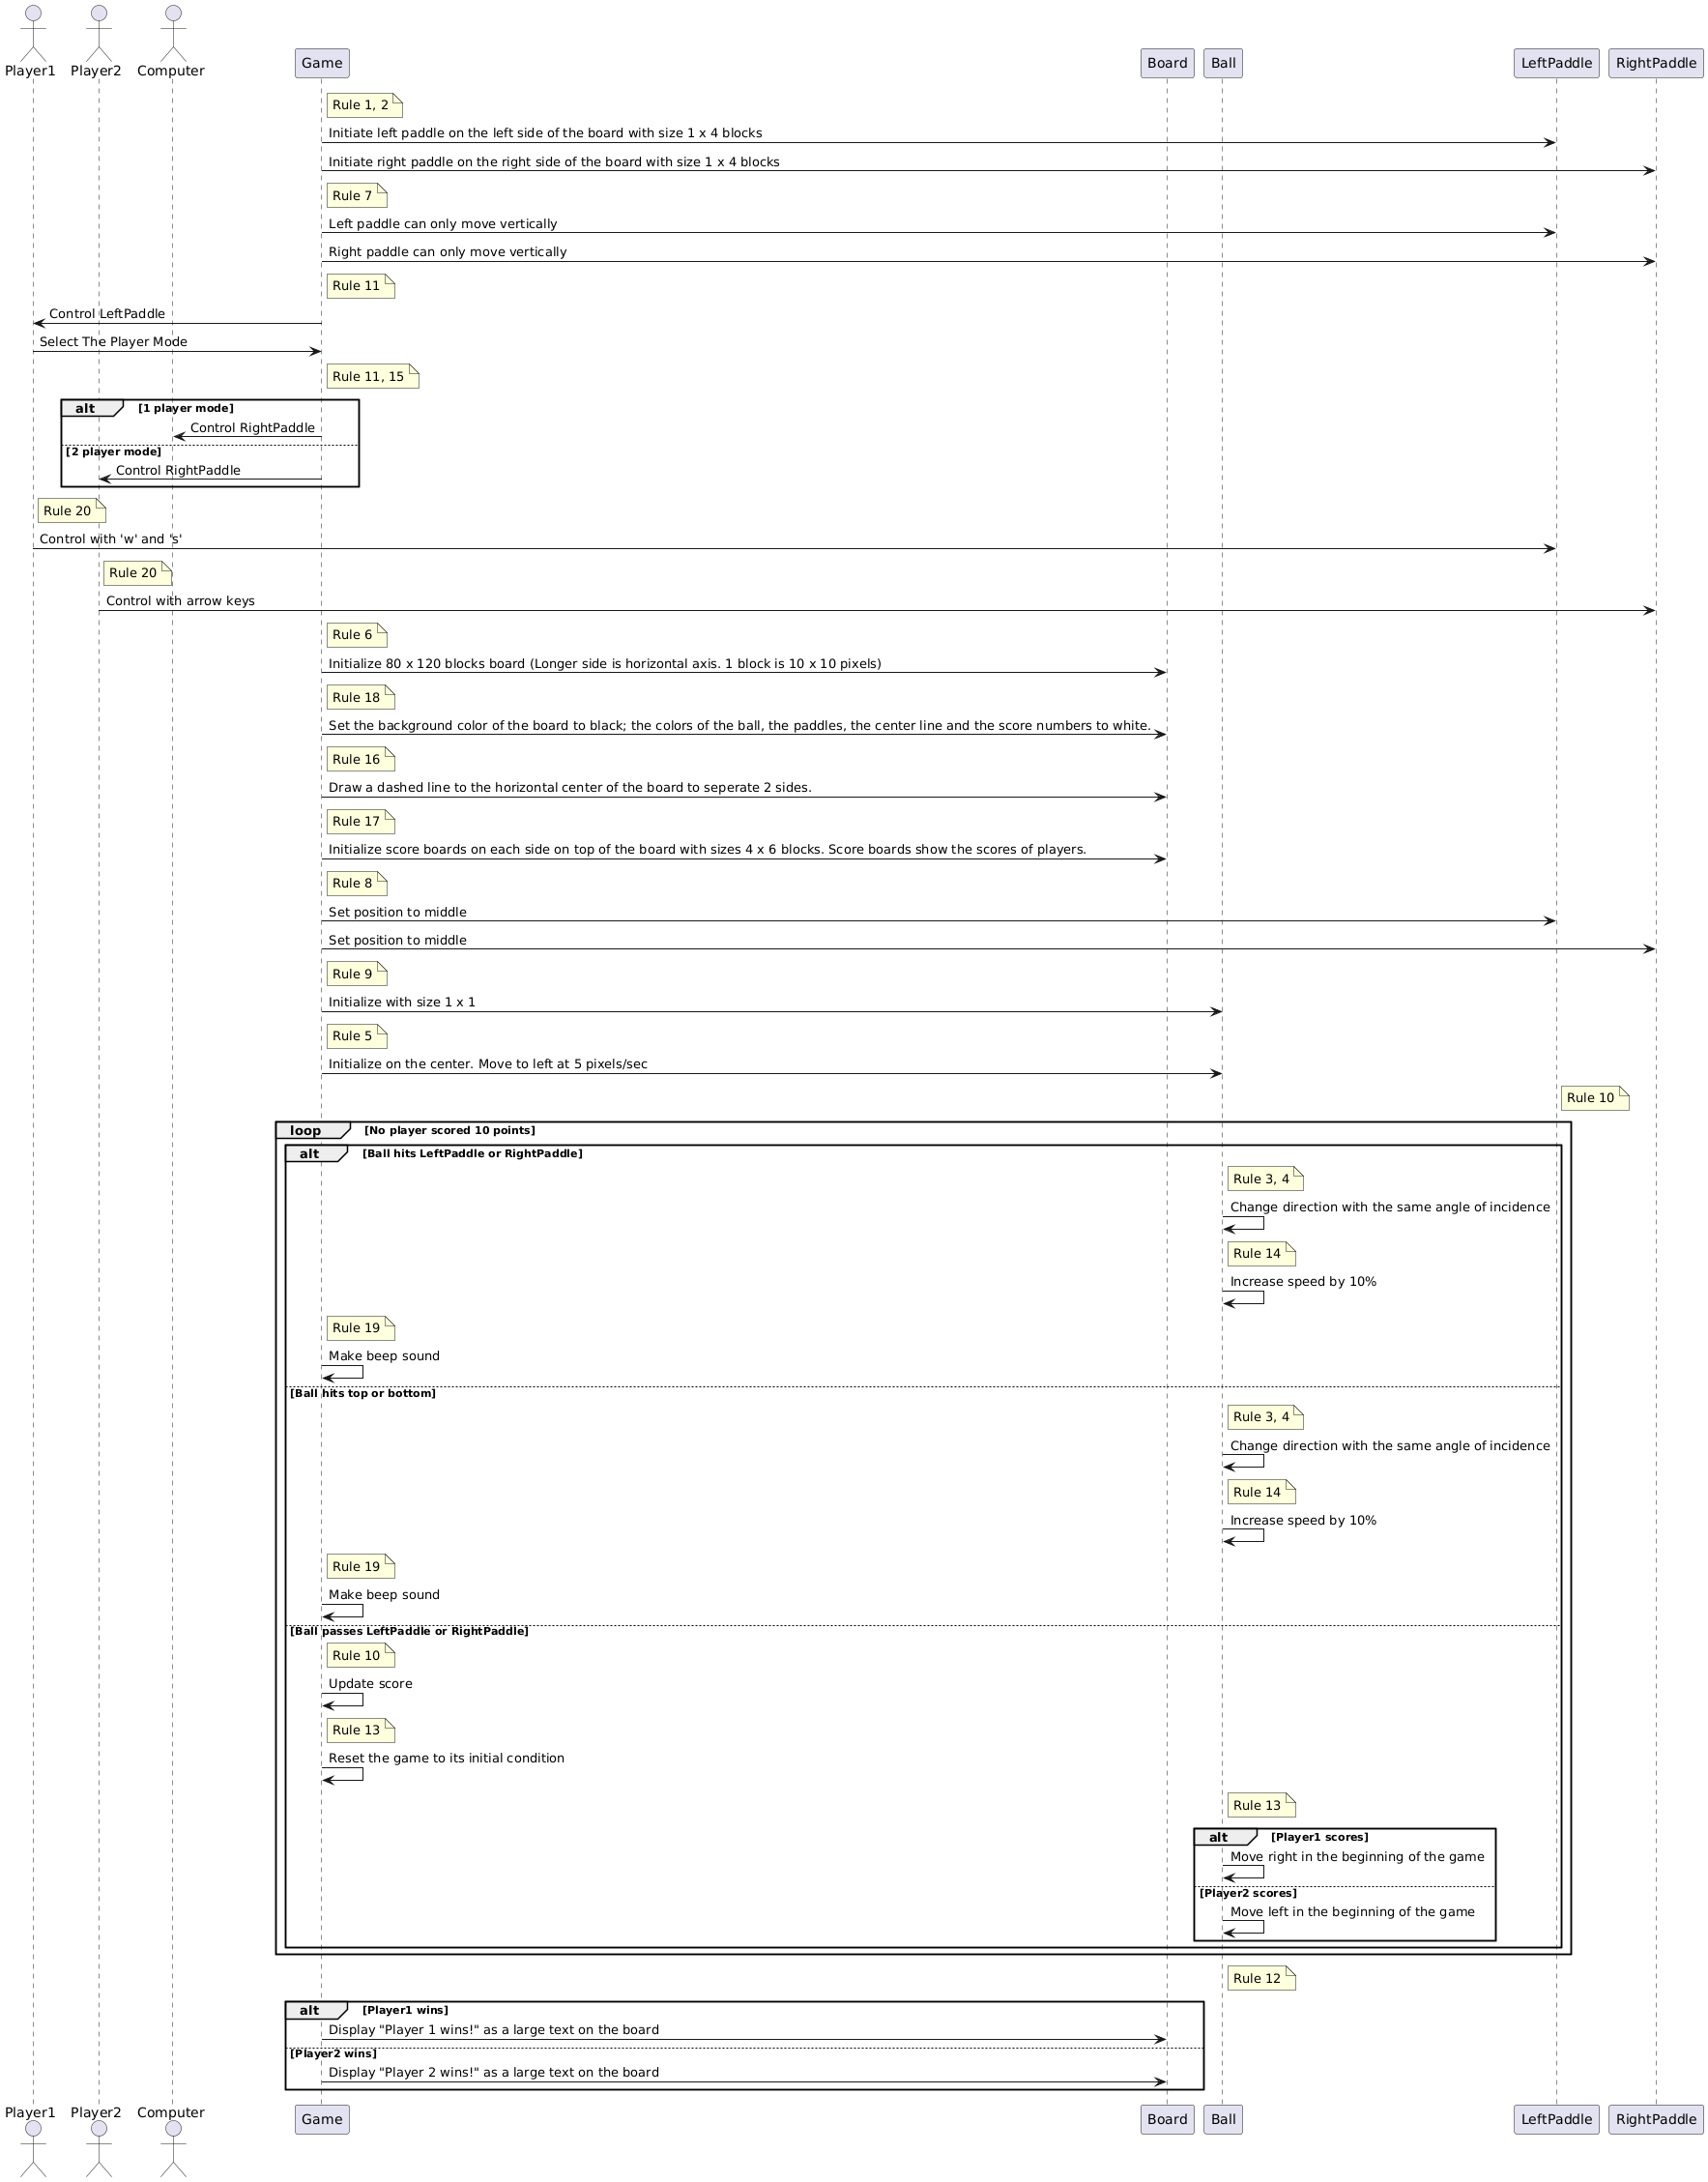 Player1 Player2 Computer Game Board Ball LeftPaddle RightPaddle
Rule 1, 2
Initiate left paddle on the left side of the board with size 1 x 4 blocks
Initiate right paddle on the right side of the board with size 1 x 4 blocks
Rule 7
Left paddle can only move vertically
Right paddle can only move vertically
Rule 11
Control LeftPaddle
Select The Player Mode
Rule 11, 15
alt [1 player mode]
Control RightPaddle
[2 player mode]
Control RightPaddle
Rule 20
Control with 'w' and 's'
Rule 20
Control with arrow keys
Rule 6
Initialize 80 x 120 blocks board (Longer side is horizontal axis. 1 block is 10 x 10 pixels)
Rule 18
Set the background color of the board to black; the colors of the ball, the paddles, the center line and the score numbers to white.
Rule 16
Draw a dashed line to the horizontal center of the board to seperate 2 sides.
Rule 17
Initialize score boards on each side on top of the board with sizes 4 x 6 blocks. Score boards show the scores of players.
Rule 8
Set position to middle
Set position to middle
Rule 9
Initialize with size 1 x 1
Rule 5
Initialize on the center. Move to left at 5 pixels/sec
Rule 10
loop [No player scored 10 points]
alt [Ball hits LeftPaddle or RightPaddle]
Rule 3, 4
Change direction with the same angle of incidence
Rule 14
Increase speed by 10%
Rule 19
Make beep sound
[Ball hits top or bottom]
Rule 3, 4
Change direction with the same angle of incidence
Rule 14
Increase speed by 10%
Rule 19
Make beep sound
[Ball passes LeftPaddle or RightPaddle]
Rule 10
Update score
Rule 13
Reset the game to its initial condition
Rule 13
alt [Player1 scores]
Move right in the beginning of the game
[Player2 scores]
Move left in the beginning of the game
Rule 12
alt [Player1 wins]
Display "Player 1 wins!" as a large text on the board
[Player2 wins]
Display "Player 2 wins!" as a large text on the board
Player1 Player2 Computer Game Board Ball LeftPaddle RightPaddle